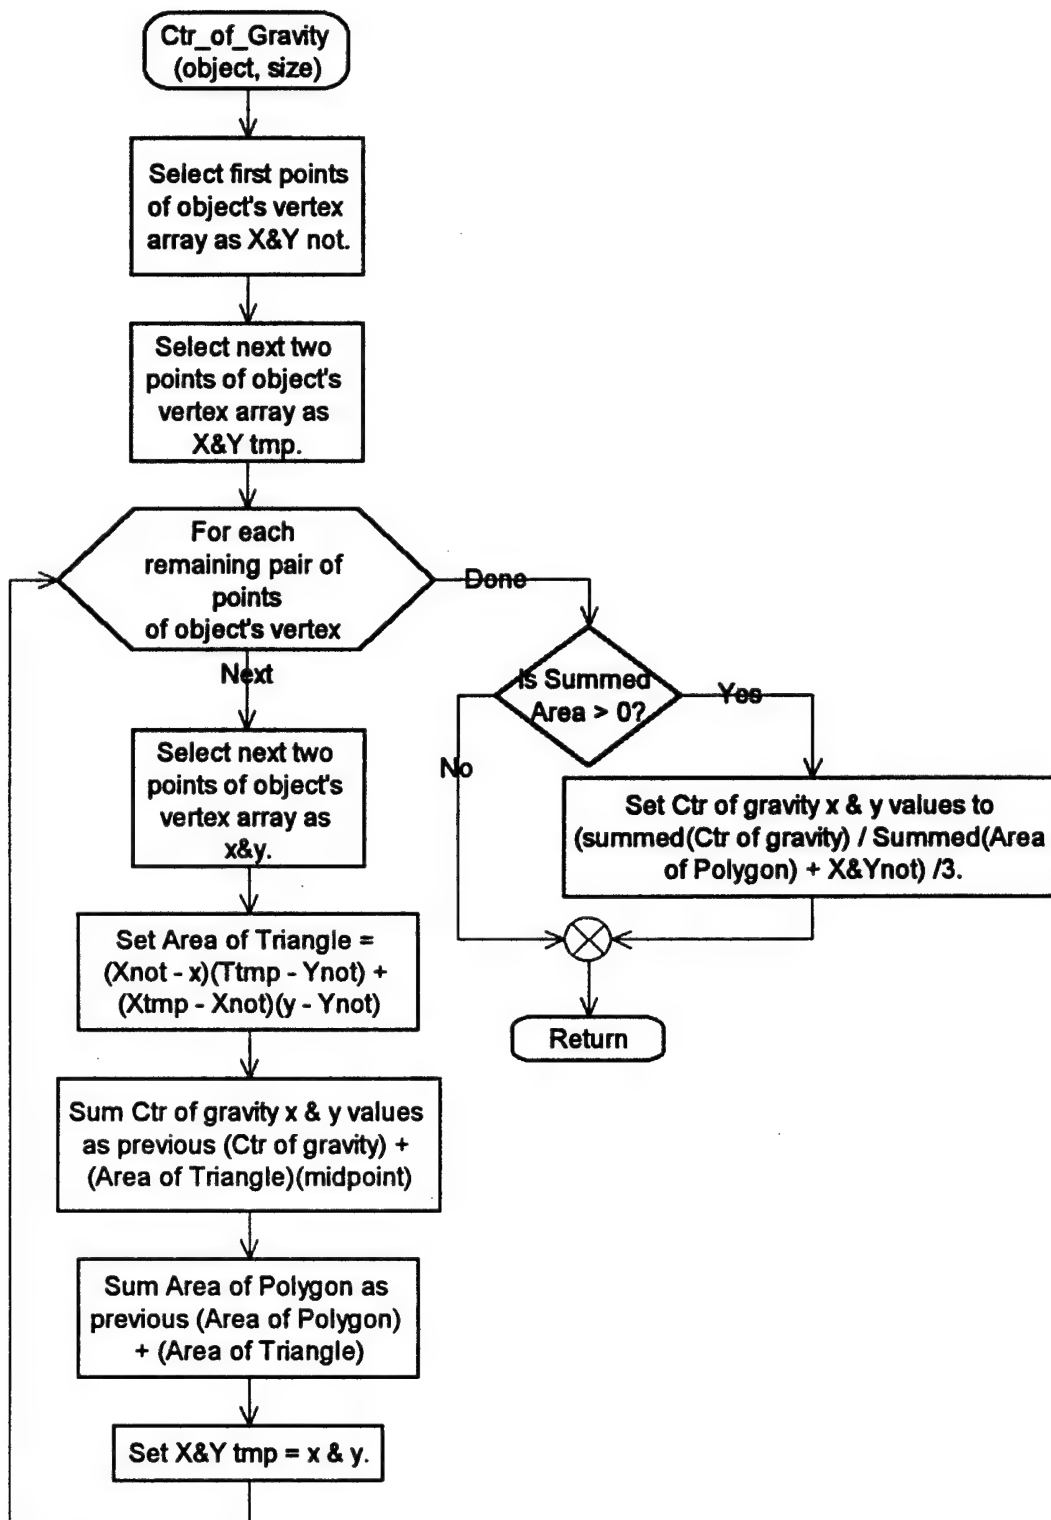 Ctr_of_Gravity
(object, size)
Select first points
of object's vertex
array as X&Y not.
Select next two
points of object's
vertex array as
X&Y tmp.
For each
remaining pair of
points
of object's vertex
Done
Next
Is Summed
Area > 0?
Yes
No
Select next two
points of object's
vertex array as
x&y.
Set Ctr of gravity x & y values to
(summed(Ctr of gravity) / Summed(Area
of Polygon) + X&Ynot) /3.
Set Area of Triangle =
(Xnot - x)(Ttmp - Ynot) +
(Xtmp - Xnot)(y - Ynot)
Return
Sum Ctr of gravity x & y values
as previous (Ctr of gravity) +
(Area of Triangle)(midpoint)
Sum Area of Polygon as
previous (Area of Polygon)
+ (Area of Triangle)
Set X&Y tmp = x & y.